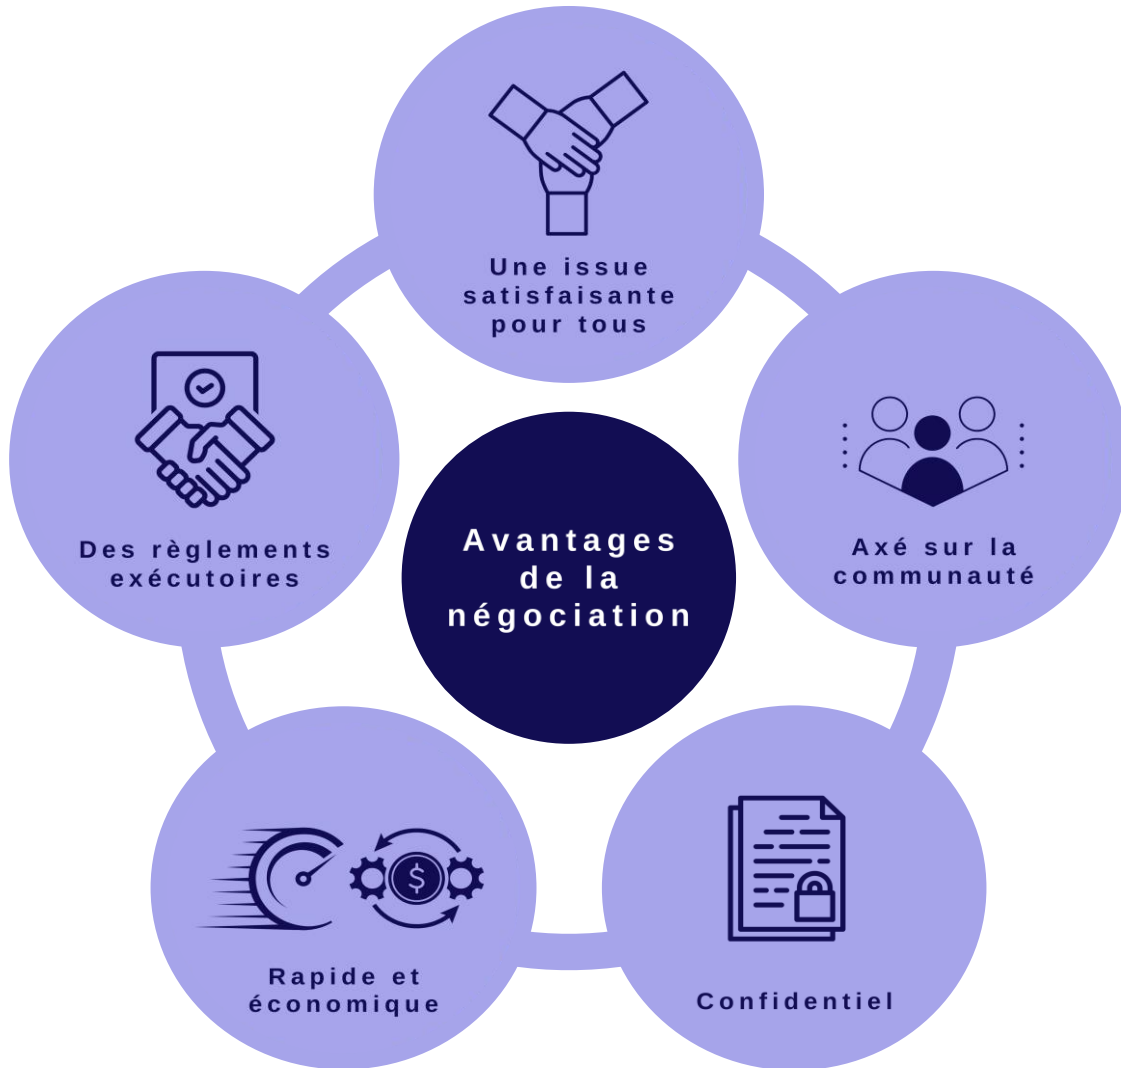 Une issue
satisfaisante
pour tous
Des règlements
exécutoires
Axé sur la
communauté
Avantages
de la
négociation
Rapide et
économique
$
Confidentiel